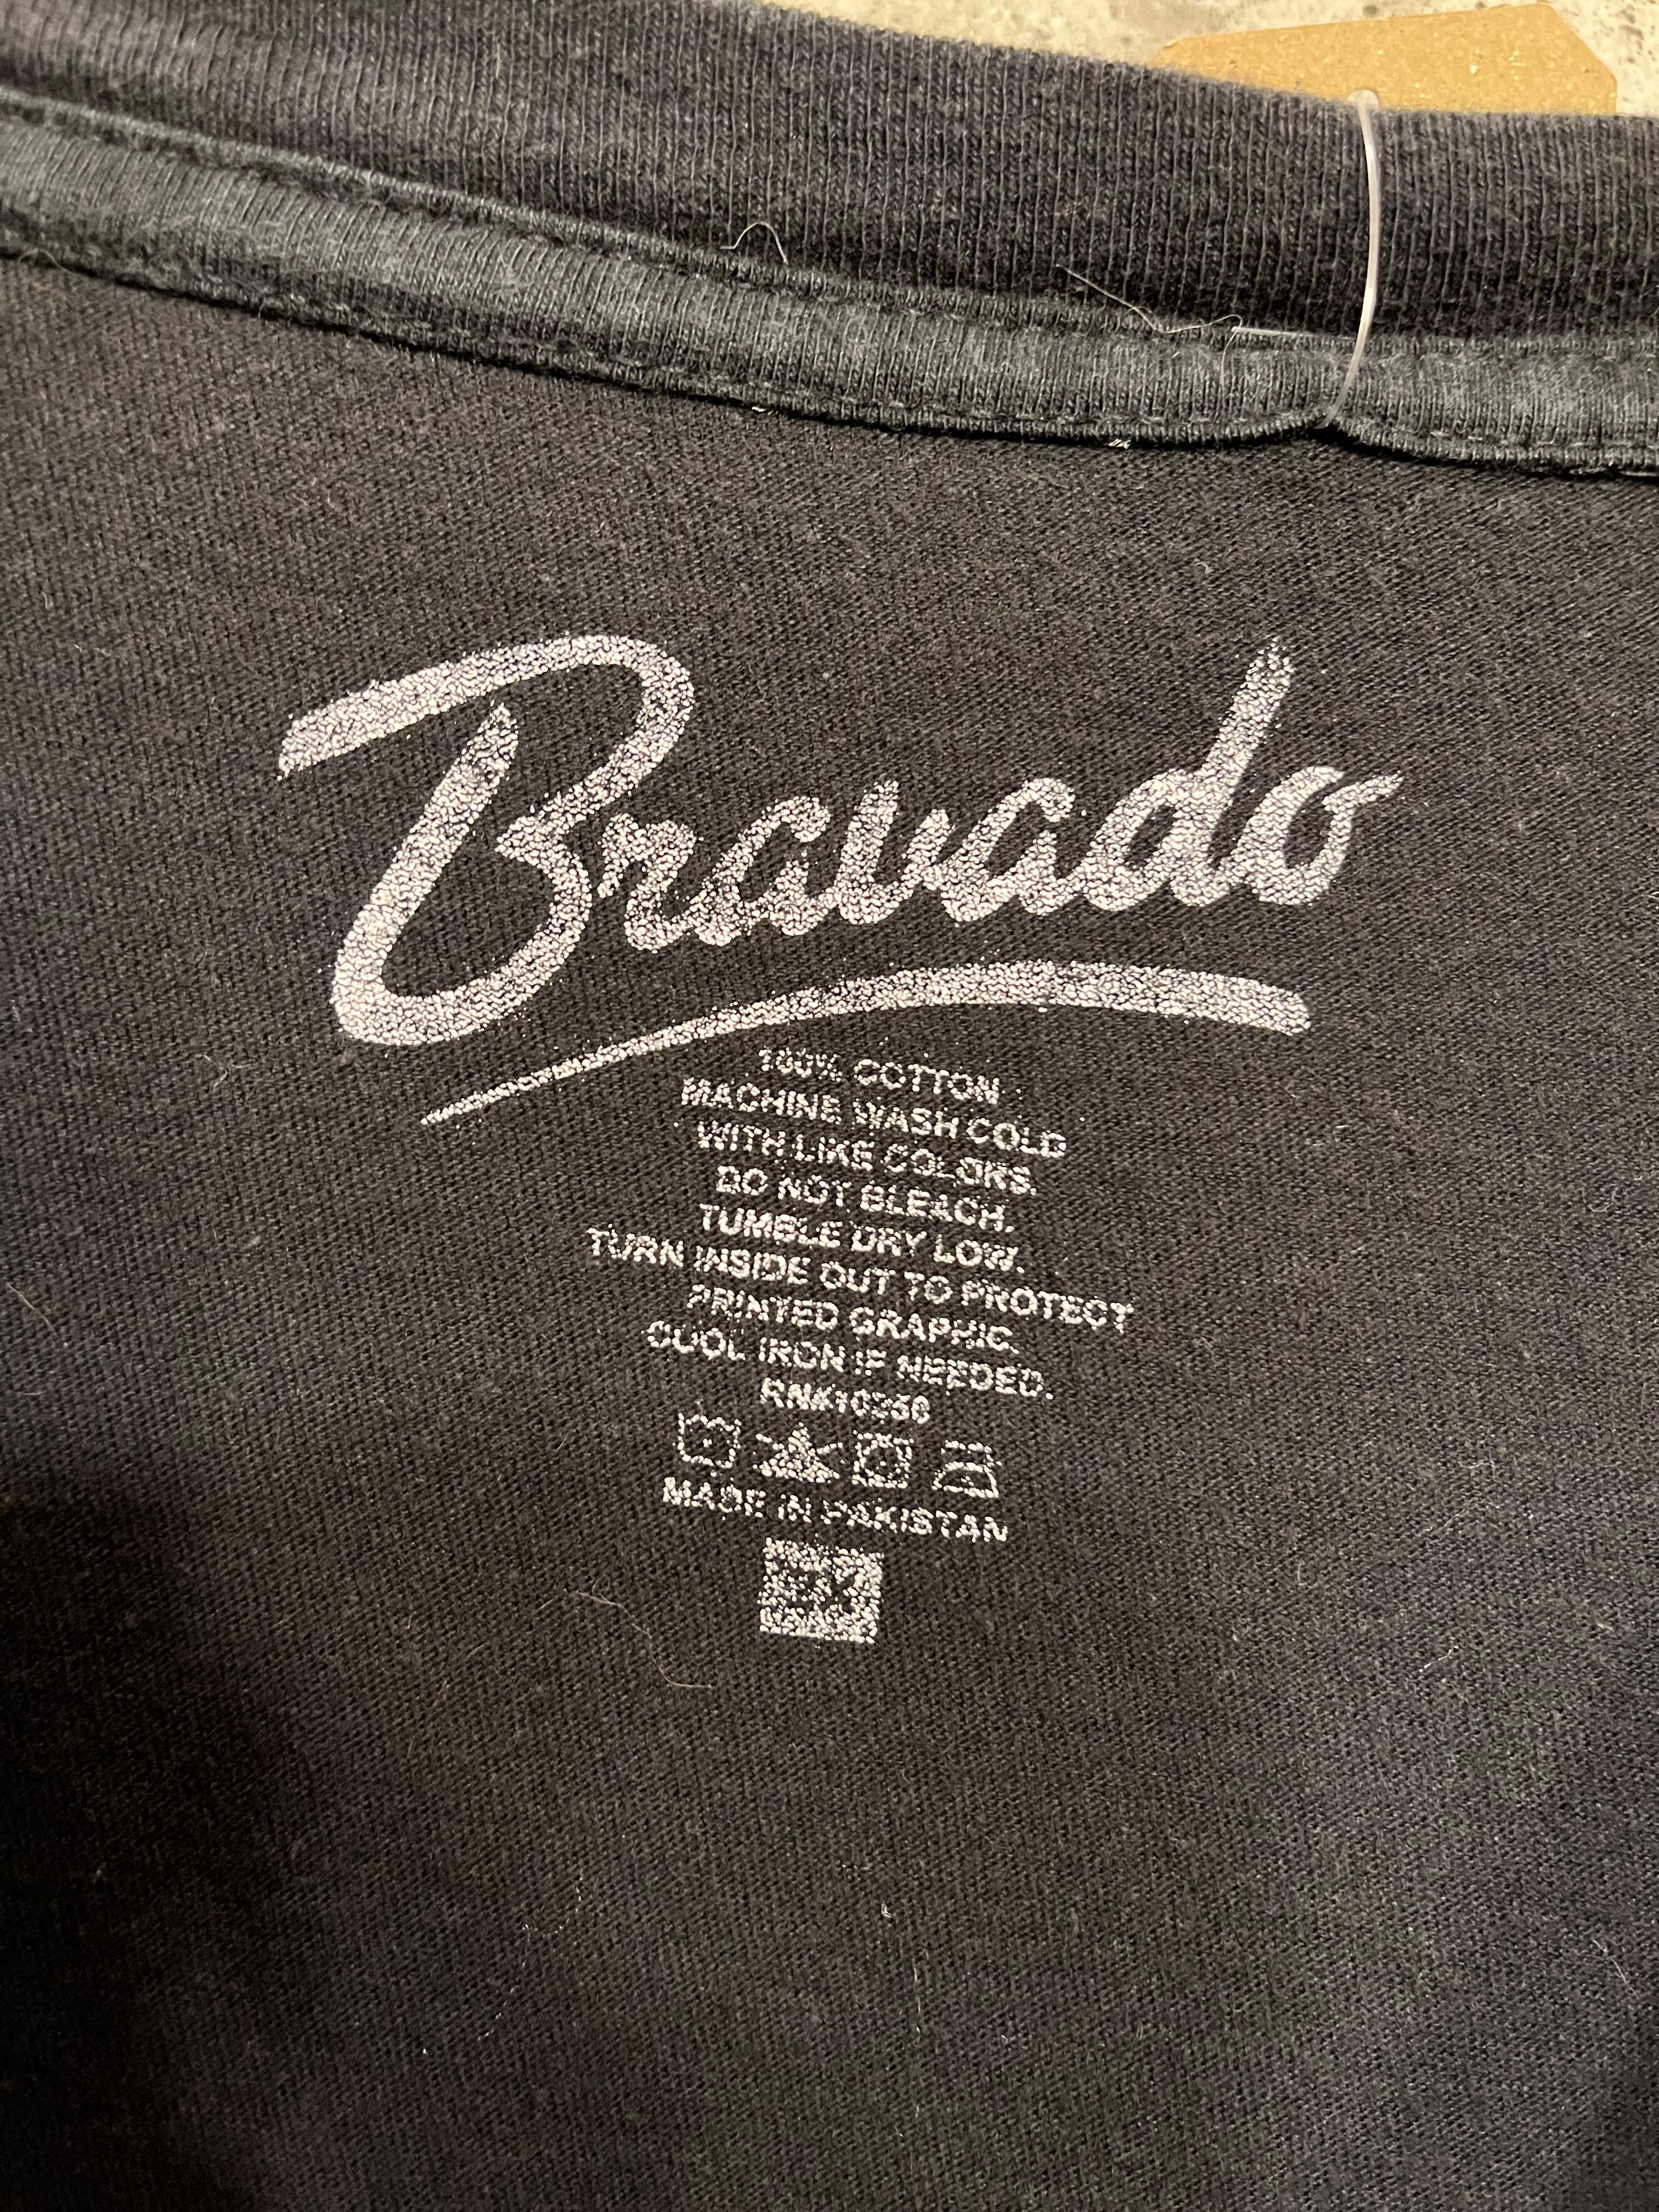 Bravado
100% COTTON
MACHINE WASH COLD
WITH LIKE COLORS.
DO NOT BLEACH.
TUMBLE DRY LOW.
TURN INSIDE OUT TO PROTECT
PRINTED GRAPHIC.
COOL IRON IF NEEDED.
MADE IN PAKISTAN